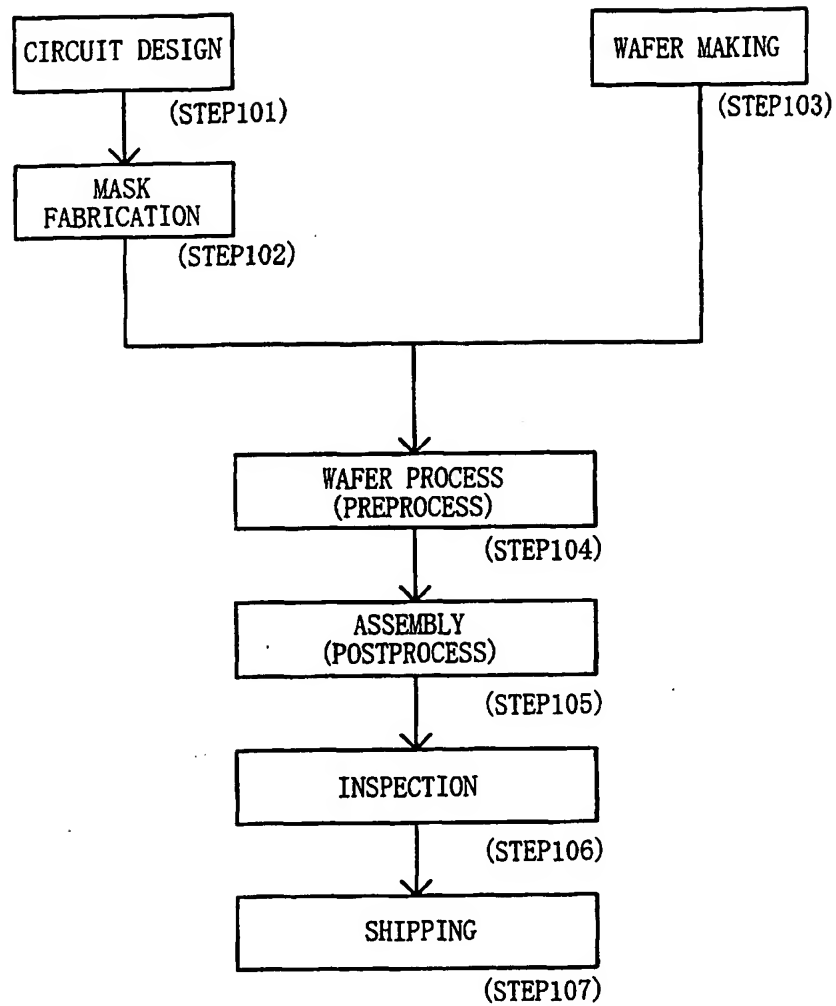 CIRCUIT DESIGN
(STEP101)
MASK
FABRICATION
(STEP102)
WAFER MAKING
(STEP103)
WAFER PROCESS
(PREPROCESS)
(STEP104)
ASSEMBLY
(POSTPROCESS)
(STEP105)
INSPECTION
(STEP106)
SHIPPING
(STEP107)